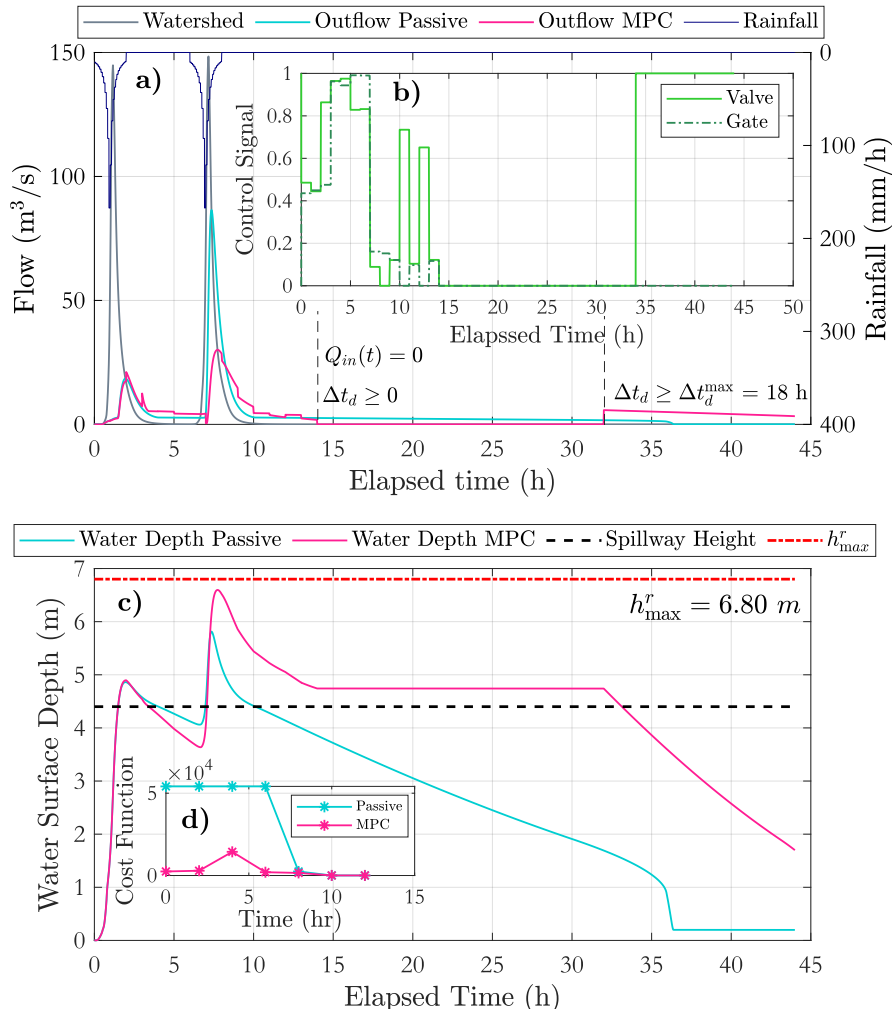 Watershed Outflow Passive Outflow MPC Rainfall
a)
150
100
50
0
Flow (m³/s)
0
100
200
300
400
Rainfall (mm/h)
b)
1
0.8
0.6
0.4
0.2
0
Control Signal
Valve
Gate
0 5 10 15 20 25 30 35 40 45 50
Elapssed Time (h)
Q_in(t) = 0
Δt_d ≥ 0
Δt_d ≥ Δt_d^max = 18 h
0 5 10 15 20 25 30 35 40 45
Elapsed time (h)
Water Depth Passive Water Depth MPC Spillway Height h^r_max
c)
7
6
5
4
3
2
1
0
Water Surface Depth (m)
h^r_max = 6.80 m
×10⁴
d)
5
0
Cost Function
Passive
MPC
0 5 10 15
Time (hr)
0 5 10 15 20 25 30 35 40 45
Elapsed Time (h)